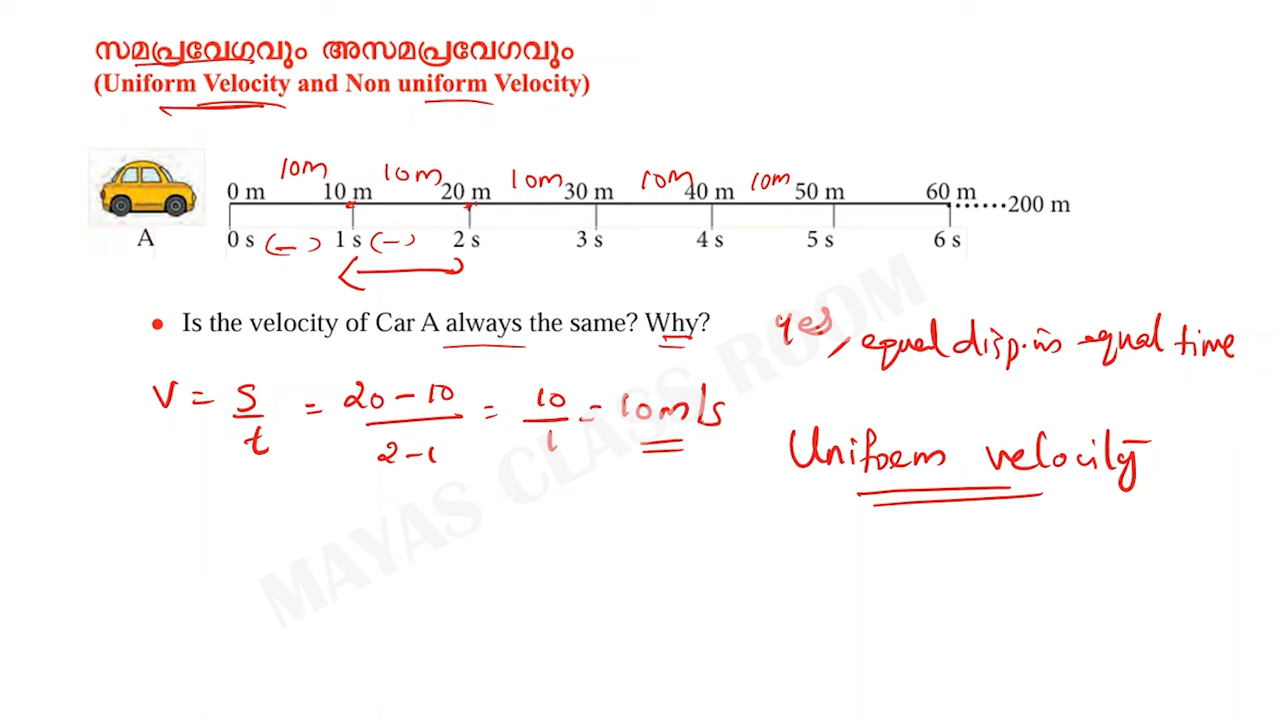 സമപ്രവേഗവും അസമപ്രവേഗവും
(Uniform Velocity and Non uniform Velocity)
10m 10m 10m 10m 10m
0 m 10 m 20 m 30 m 40 m 50 m 60 m ......200 m
A 0 s (-) 1 s (-) 2 s 3 s 4 s 5 s 6 s
• Is the velocity of Car A always the same? Why?
yes, equal disp. in equal time
V = S/t = 20 - 10/2-1 = 10/1 = 10m/s
Uniform velocity
MAYAS CLASS ROOM